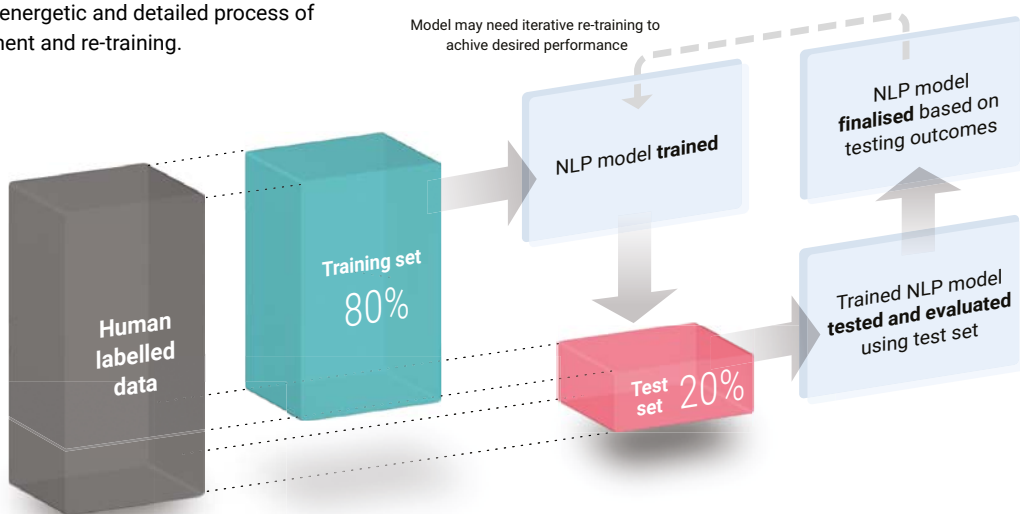 energetic and detailed process of
ment and re-training.
Model may need iterative re-training to
achive desired performance
NLP model trained
NLP model
finalised based on
testing outcomes
Training set
80%
Human
labelled
data
Trained NLP model
tested and evaluated
using test set
Test
set 20%